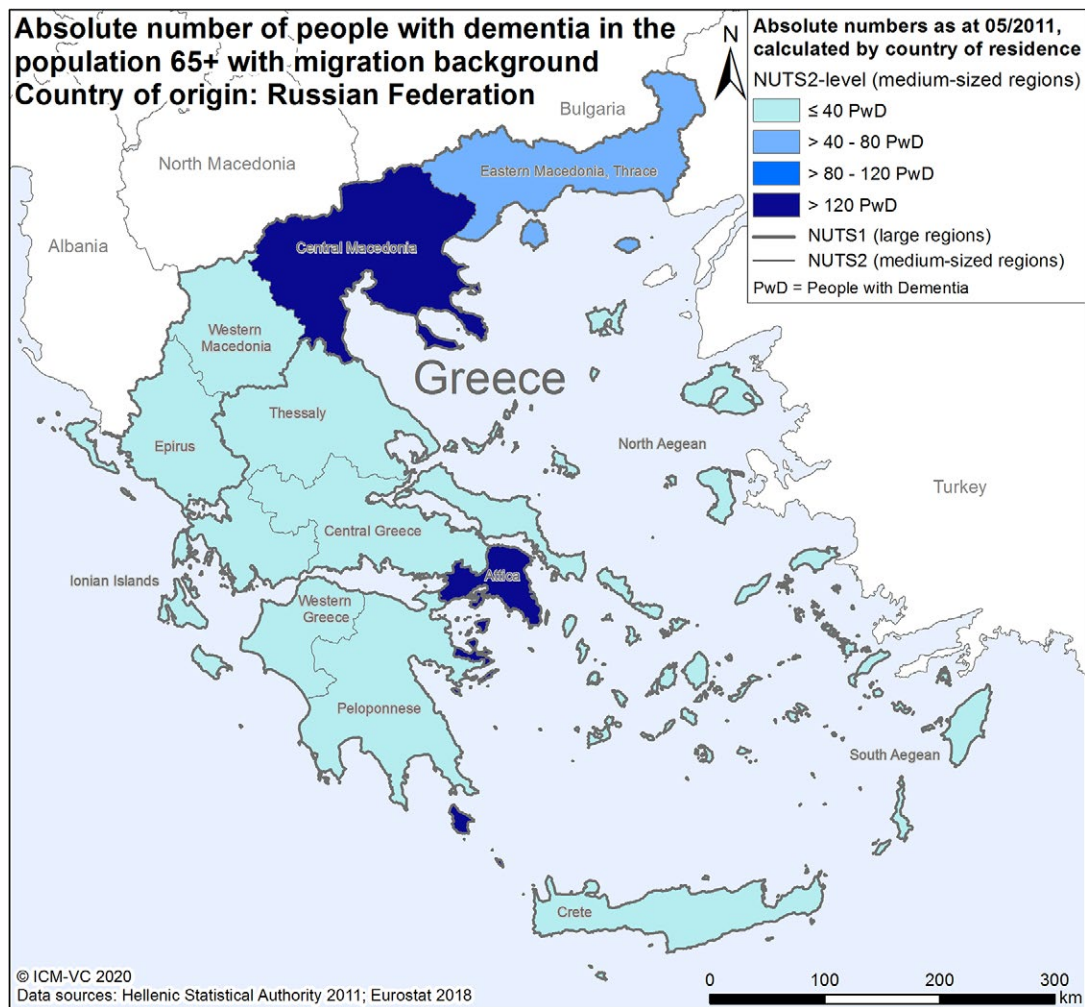 Absolute number of people with dementia in the
population 65+ with migration background
Country of origin: Russian Federation
N
Absolute numbers as at 05/2011,
calculated by country of residence
NUTS2-level (medium-sized regions)
≤ 40 PwD
> 40 - 80 PwD
> 80 - 120 PwD
> 120 PwD
NUTS1 (large regions)
NUTS2 (medium-sized regions)
PwD = People with Dementia
Bulgaria
North Macedonia
Eastern Macedonia, Thrace
Albania
Central Macedonia
Western
Macedonia
Greece
Thessaly
Epirus
North Aegean
Turkey
Central Greece
Ionian Islands
Attica
Western
Greece
Peloponnese
South Aegean
Crete
© ICM-VC 2020
Data sources: Hellenic Statistical Authority 2011; Eurostat 2018
0 100 200 300
km